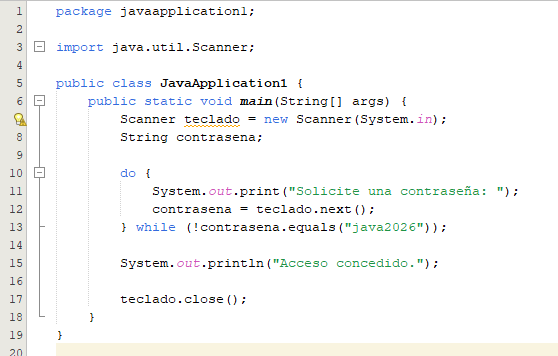 1 package javaapplication1;
2
3 import java.util.Scanner;
4
5 public class JavaApplication1 {
6 public static void main(String[] args) {
Scanner teclado = new Scanner(System.in);
8 String contrasena;
9
10 do {
11 System.out.print("Solicite una contraseña: ");
12 contrasena = teclado.next();
13 } while (!contrasena.equals("java2026"));
14
15 System.out.println("Acceso concedido.");
16
17 teclado.close();
18 }
19 }
20